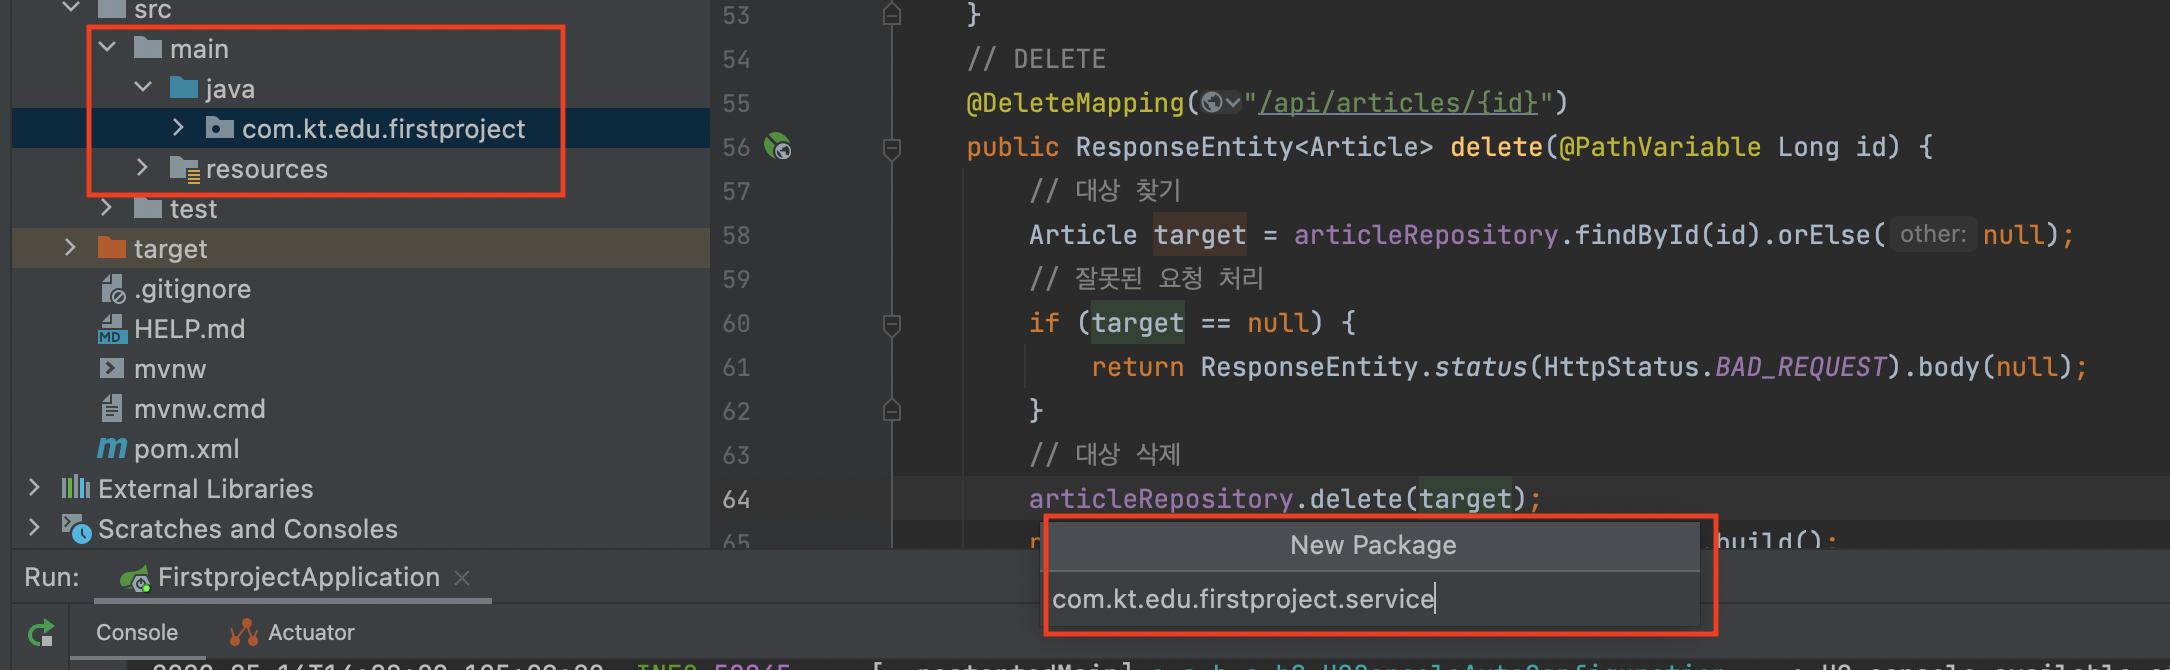 src
main
java
com.kt.edu.firstproject
resources
test
target
.gitignore
HELP.md
mvnw
mvnw.cmd
pom.xml
External Libraries
Scratches and Consoles
53 }
54 // DELETE
55 @DeleteMapping("/api/articles/{id}")
56 public ResponseEntity<Article> delete(@PathVariable Long id) {
57 // 대상 찾기
58 Article target = articleRepository.findById(id).orElse( other: null);
59 // 잘못된 요청 처리
60 if (target == null) {
61 return ResponseEntity.status(HttpStatus.BAD_REQUEST).body(null);
62 }
63 // 대상 삭제
64 articleRepository.delete(target);
65 build();
New Package
com.kt.edu.firstproject.service
Run: FirstprojectApplication
Console Actuator